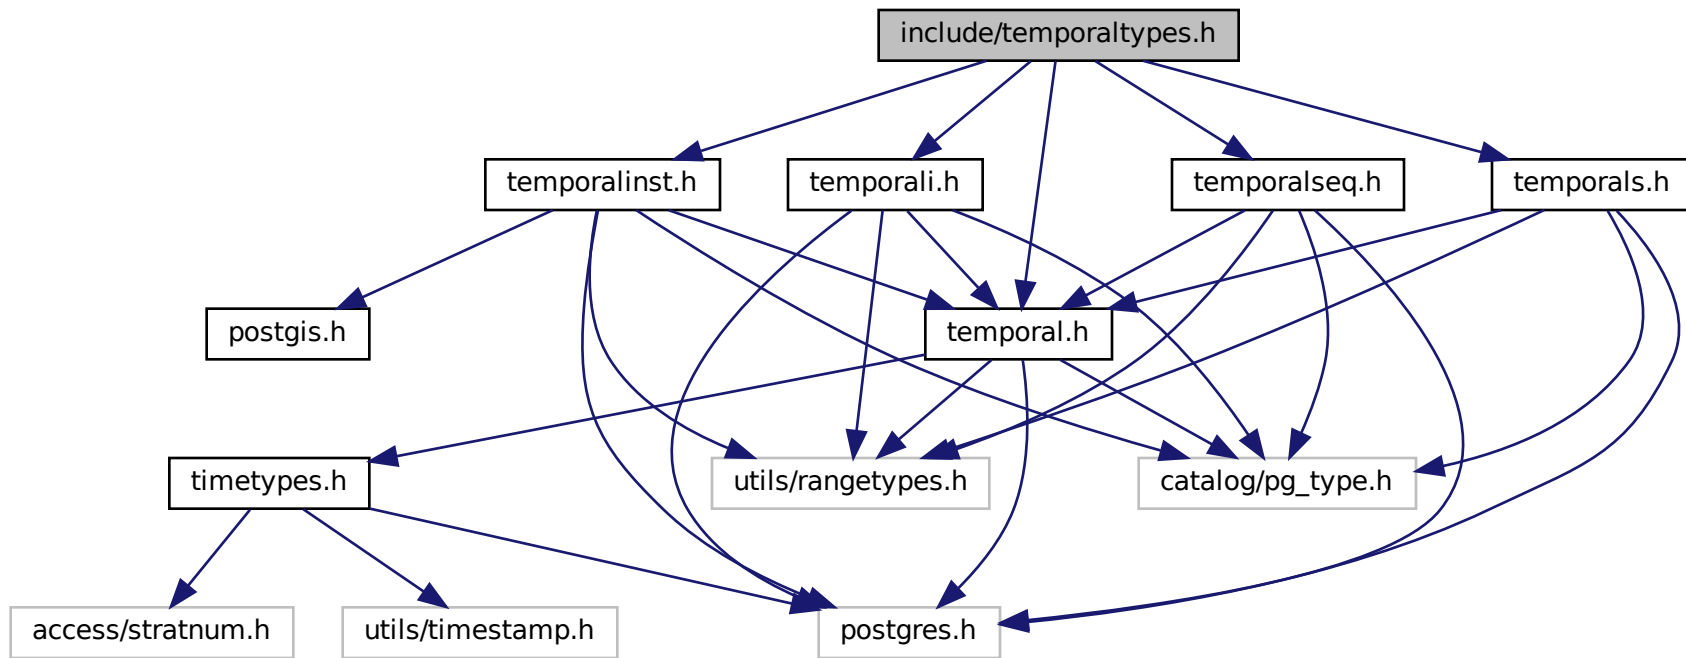 include/temporaltypes.h
temporalinst.h
temporali.h
temporalseq.h
temporals.h
postgis.h
temporal.h
timetypes.h
utils/rangetypes.h
catalog/pg_type.h
access/stratnum.h
utils/timestamp.h
postgres.h